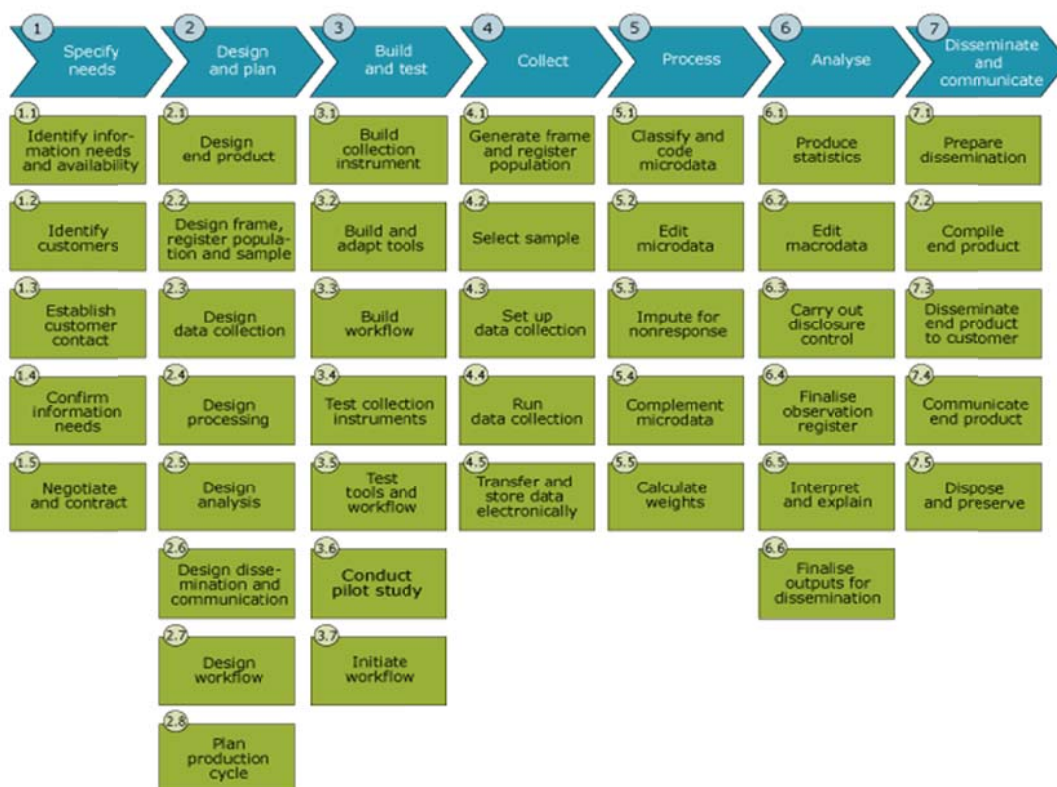 1
Specify
needs
2
Design
and plan
3
Build
and test
4
Collect
5
Process
6
Analyse
7
Disseminate
and
communicate
1.1
Identify infor-
mation needs
and availability
1.2
Identify
customers
1.3
Establish
customer
contact
1.4
Confirm
information
needs
1.5
Negotiate
and contract
2.1
Design
end product
2.2
Design frame,
register popula-
tion and sample
2.3
Design
data collection
2.4
Design
processing
2.5
Design
analysis
2.6
Design disse-
mination and
communication
2.7
Design
workflow
2.8
Plan
production
cycle
3.1
Build
collection
instrument
3.2
Build and
adapt tools
3.3
Build
workflow
3.4
Test collection
instruments
3.5
Test
tools and
workflow
3.6
Conduct
pilot study
3.7
Initiate
workflow
4.1
Generate frame
and register
population
4.2
Select sample
4.3
Set up
data collection
4.4
Run
data collection
4.5
Transfer and
store data
electronically
5.1
Classify and
code
microdata
5.2
Edit
microdata
5.3
Impute for
nonresponse
5.4
Complement
microdata
5.5
Calculate
weights
6.1
Produce
statistics
6.2
Edit
macrodata
6.3
Carry out
disclosure
control
6.4
Finalise
observation
register
6.5
Interpret
and explain
6.6
Finalise
outputs for
dissemination
7.1
Prepare
dissemination
7.2
Compile
end product
7.3
Disseminate
end product
to customer
7.4
Communicate
end product
7.5
Dispose
and preserve